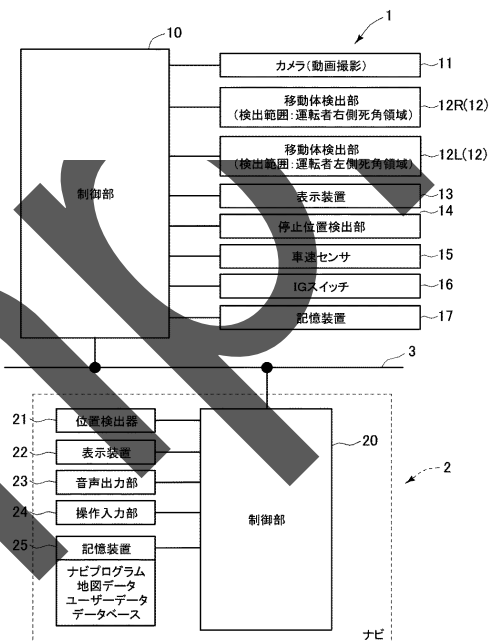 1
10
制御部
カメラ(動画撮影)
11
移動体検出部
(検出範囲:運転者右側死角領域)
12R(12)
移動体検出部
(検出範囲:運転者左側死角領域)
12L(12)
表示装置
13
14
停止位置検出部
車速センサ
15
IGスイッチ
16
記憶装置
17
3
21
位置検出器
20
22
表示装置
2
23
音声出力部
24
操作入力部
制御部
25
記憶装置
ナビプログラム
地図データ
ユーザーデータ
データベース
ナビ